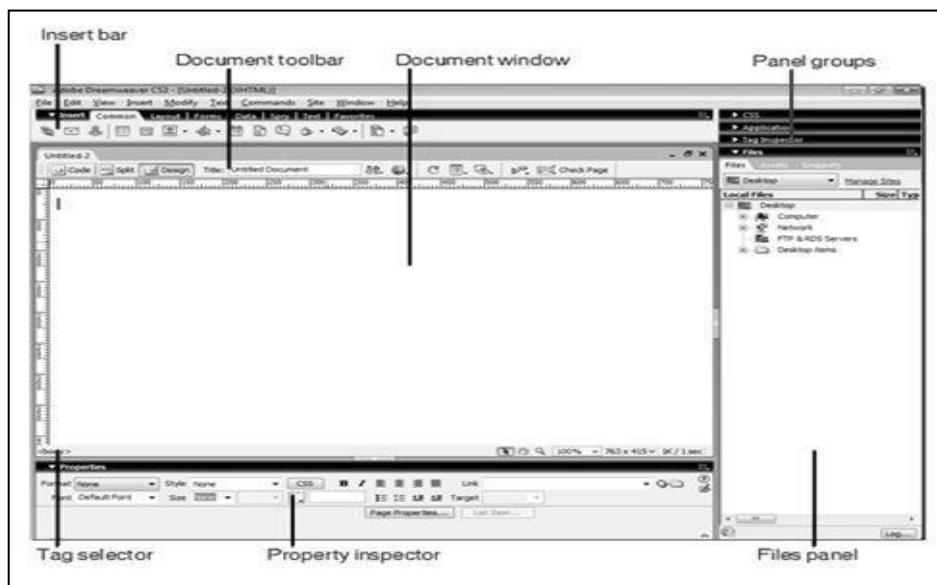 Insert bar
Document toolbar
Document window
Panel groups
Adobe Dreamweaver CS3 - [Untitled-2 (XHTML)]
File Edit View Insert Modify Text Commands Site Window Help
Insert Common Layout Forms Data Spry Text Favorites
CSS
Application
Tag Inspector
Files
Untitled-2
Files Assets Snippets
Code Split Design Title: Untitled Document Check Page
Desktop Manage Sites
Local Files Size Typ
Desktop
Computer
Network
FTP & RDS Servers
Desktop items
<body> 100% 763 x 415 1K / 1 sec
Properties
Format None Style None CSS B I Link
Font Default Font Size None Target
Page Properties... List Item...
Log...
Tag selector
Property inspector
Files panel